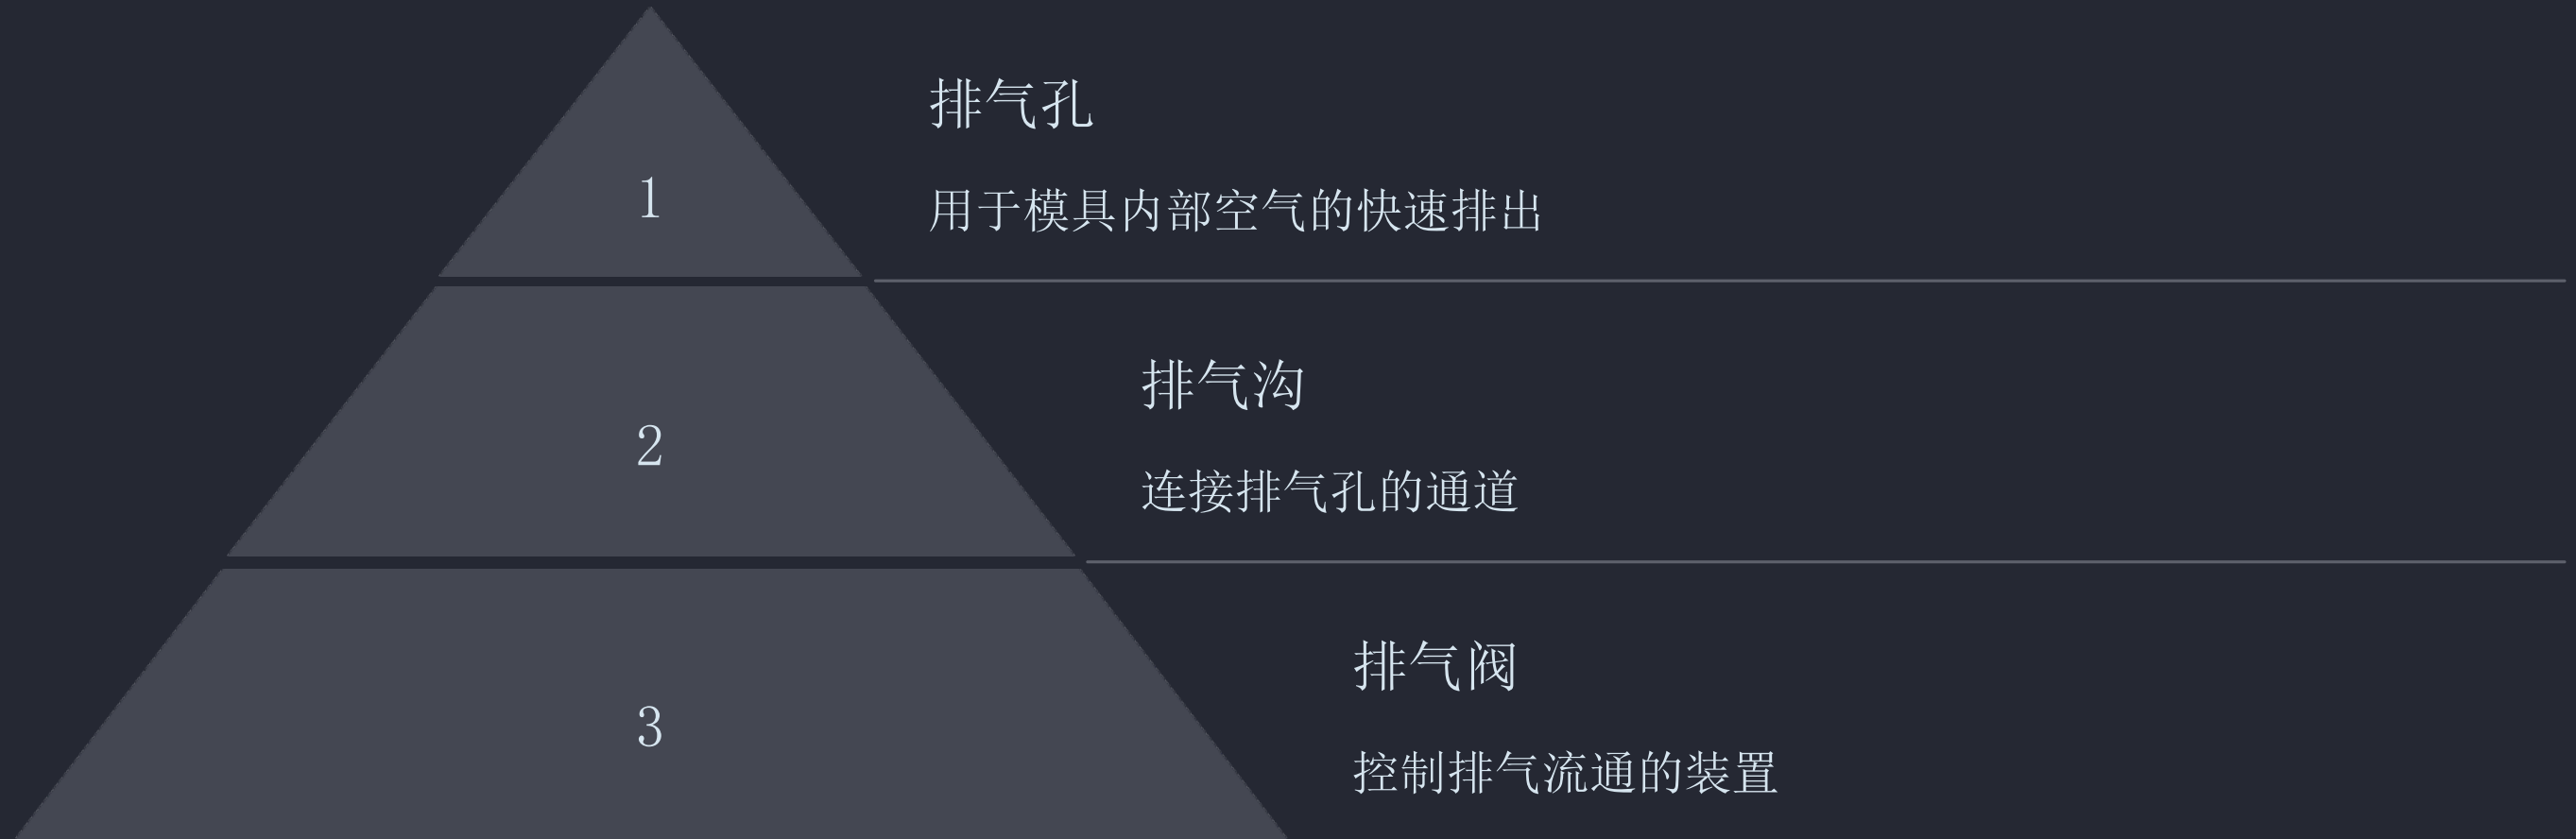 排气孔
1
用于模具内部空气的快速排出
排气沟
2
连接排气孔的通道
排气阀
3
控制排气流通的装置